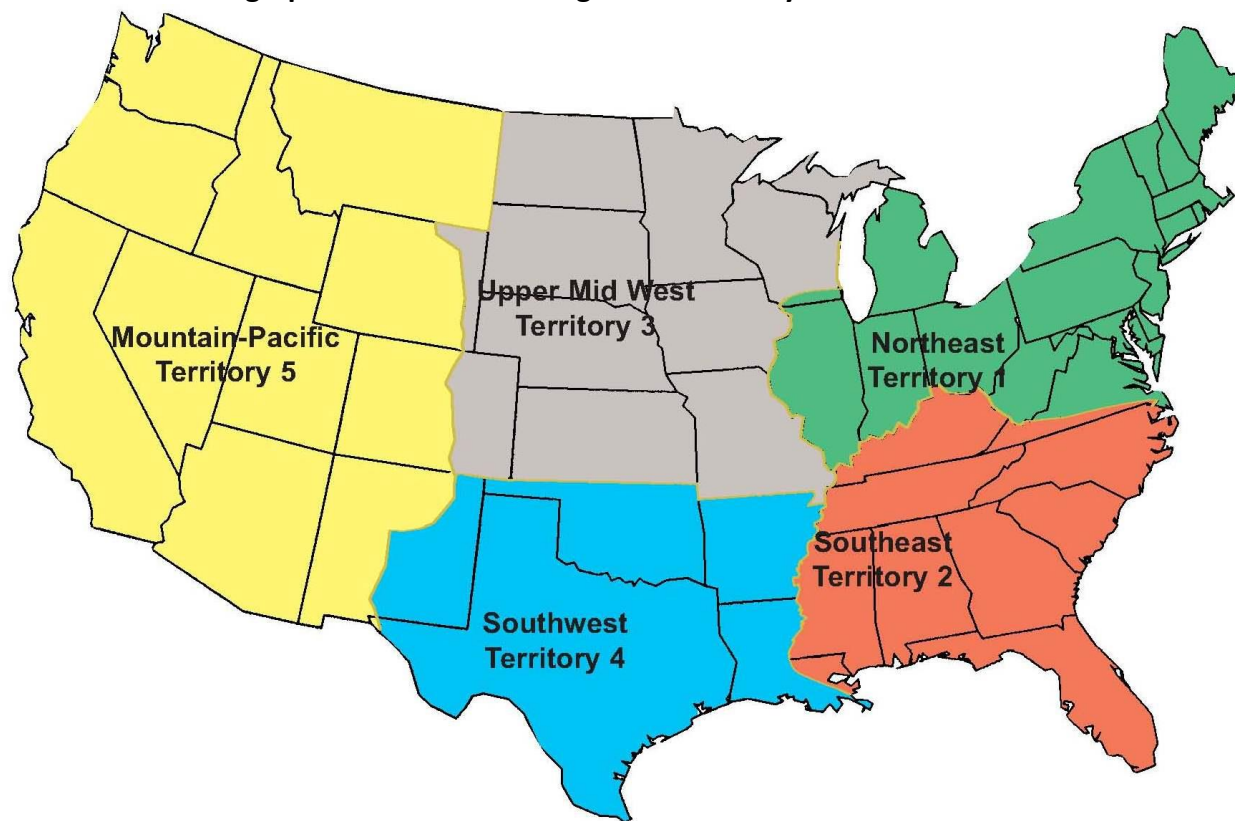 Upper Mid West
Territory 3
Mountain-Pacific
Territory 5
Northeast
Territory 1
Southeast
Territory 2
Southwest
Territory 4